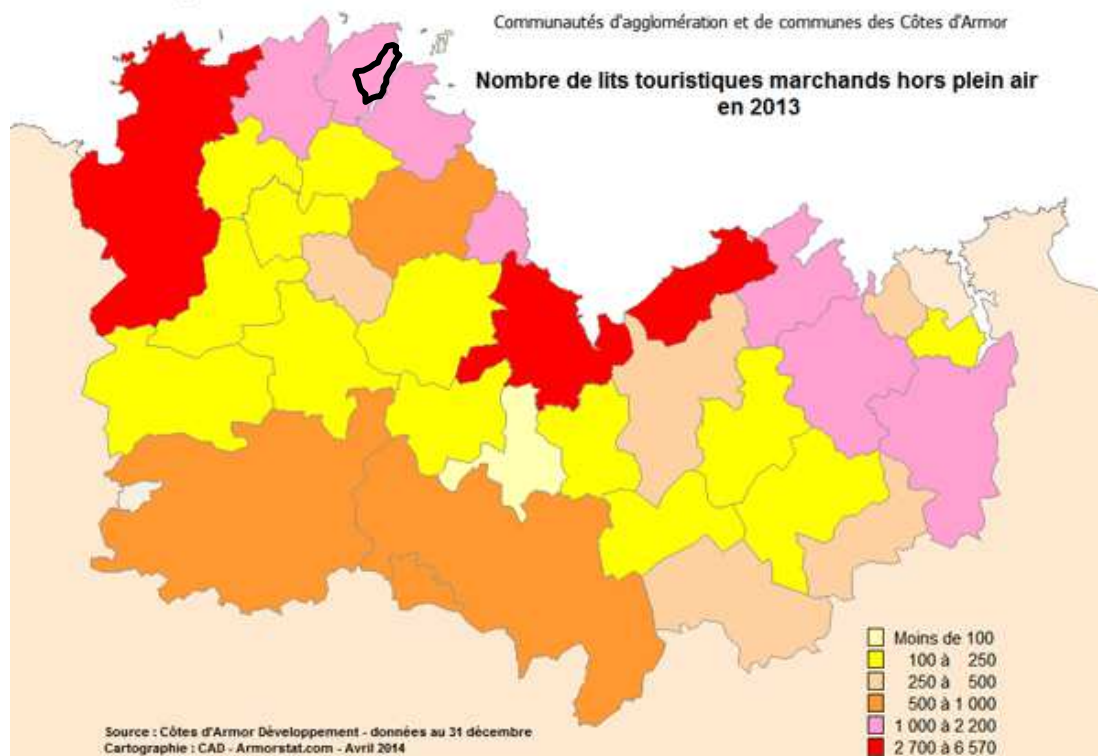 Communautés d'agglomération et de communes des Côtes d'Armor
Nombre de lits touristiques marchands hors plein air
en 2013
Moins de 100
100 à 250
250 à 500
500 à 1 000
1 000 à 2 200
2 700 à 6 570
Source : Côtes d'Armor Développement - données au 31 décembre
Cartographie : CAD - Armorstat.com - Avril 2014